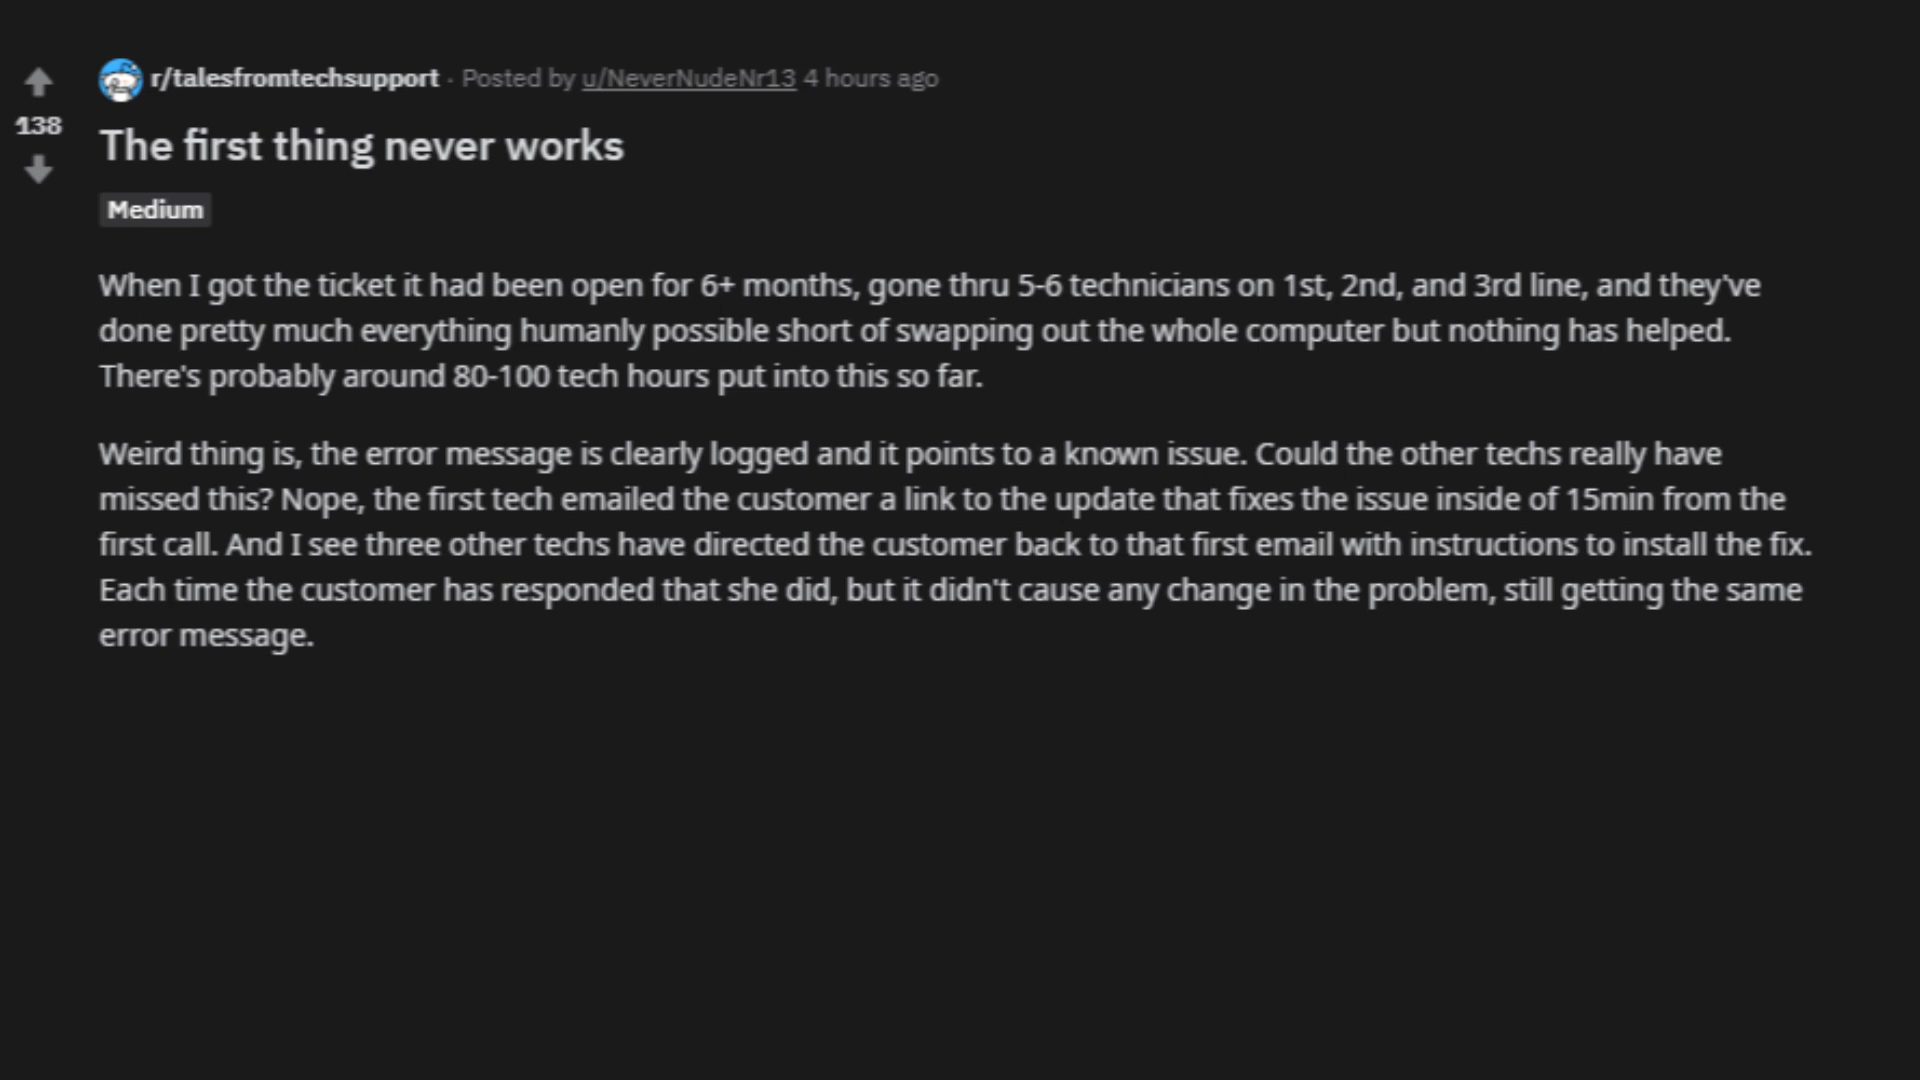 r/talesfromtechsupport · Posted by u/NeverNudeNr13 4 hours ago
138
The first thing never works
Medium
When I got the ticket it had been open for 6+ months, gone thru 5-6 technicians on 1st, 2nd, and 3rd line, and they've
done pretty much everything humanly possible short of swapping out the whole computer but nothing has helped.
There's probably around 80-100 tech hours put into this so far.
Weird thing is, the error message is clearly logged and it points to a known issue. Could the other techs really have
missed this? Nope, the first tech emailed the customer a link to the update that fixes the issue inside of 15min from the
first call. And I see three other techs have directed the customer back to that first email with instructions to install the fix.
Each time the customer has responded that she did, but it didn't cause any change in the problem, still getting the same
error message.